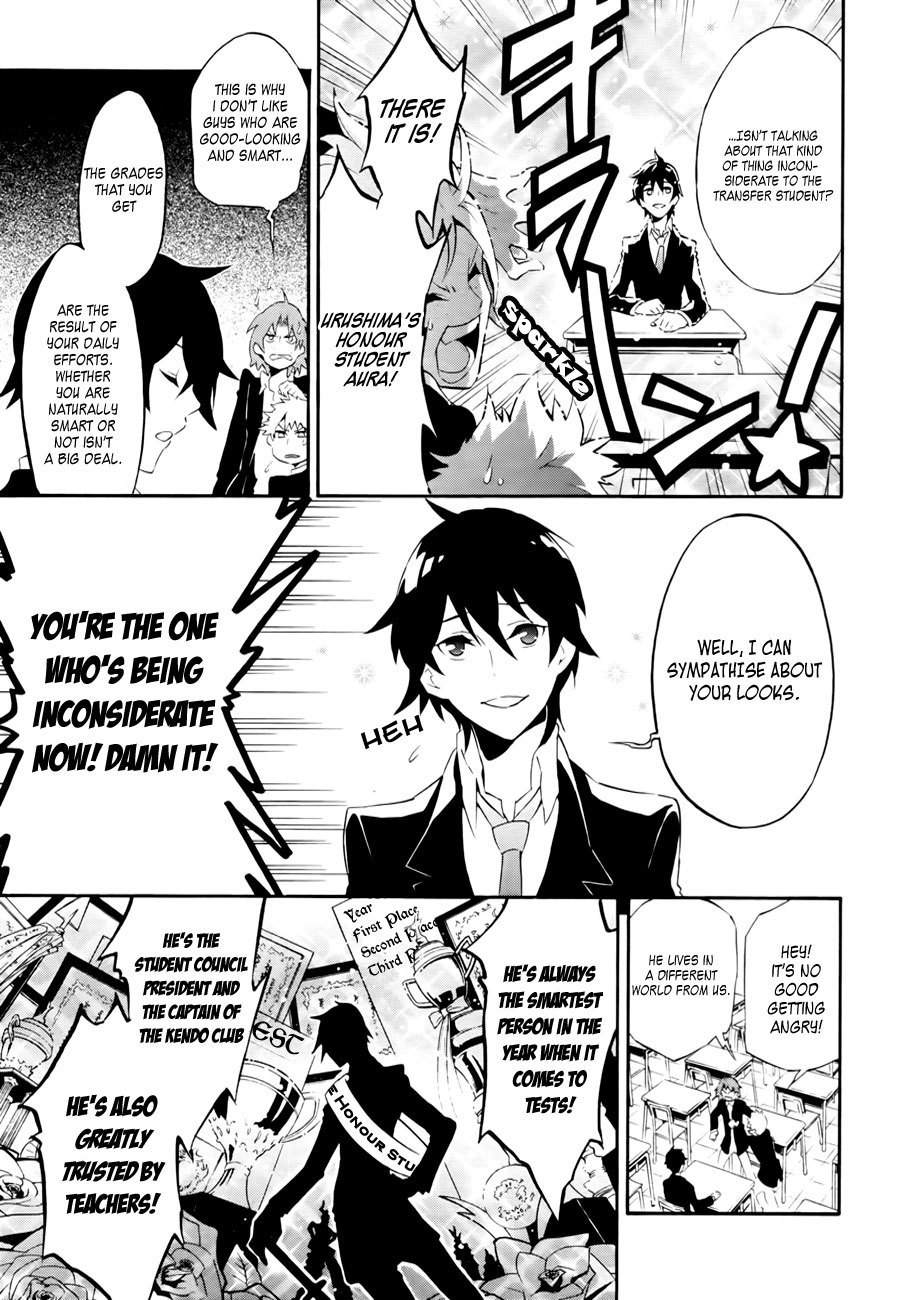 ...ISN'T TALKING
ABOUT THAT KIND
OF THING INCON-
SIDERATE TO THE
TRANSFER STUDENT?
キラーン!
sparkle
THERE
IT IS!
URUSHIMA'S
HONOUR
STUDENT
AURA!
THIS IS WHY
I DON'T LIKE
GUYS WHO ARE
GOOD-LOOKING
AND SMART...
THE GRADES
THAT YOU
GET
ARE THE
RESULT OF
YOUR DAILY
EFFORTS.
WHETHER
YOU ARE
NATURALLY
SMART OR
NOT ISN'T
A BIG DEAL.
WELL, I CAN
SYMPATHISE ABOUT
YOUR LOOKS.
HEH
YOU'RE THE ONE
WHO'S BEING
INCONSIDERATE
NOW! DAMN IT!
HEY!
IT'S NO
GOOD
GETTING
ANGRY!
HE LIVES IN
A DIFFERENT
WORLD FROM US.
HE'S ALWAYS
THE SMARTEST
PERSON IN THE
YEAR WHEN IT
COMES TO
TESTS!
Year
First Place
Second Place
Third P
EST
E HONOUR STU
HE'S THE
STUDENT COUNCIL
PRESIDENT AND
THE CAPTAIN OF
THE KENDO CLUB
HE'S ALSO
GREATLY
TRUSTED BY
TEACHERS!